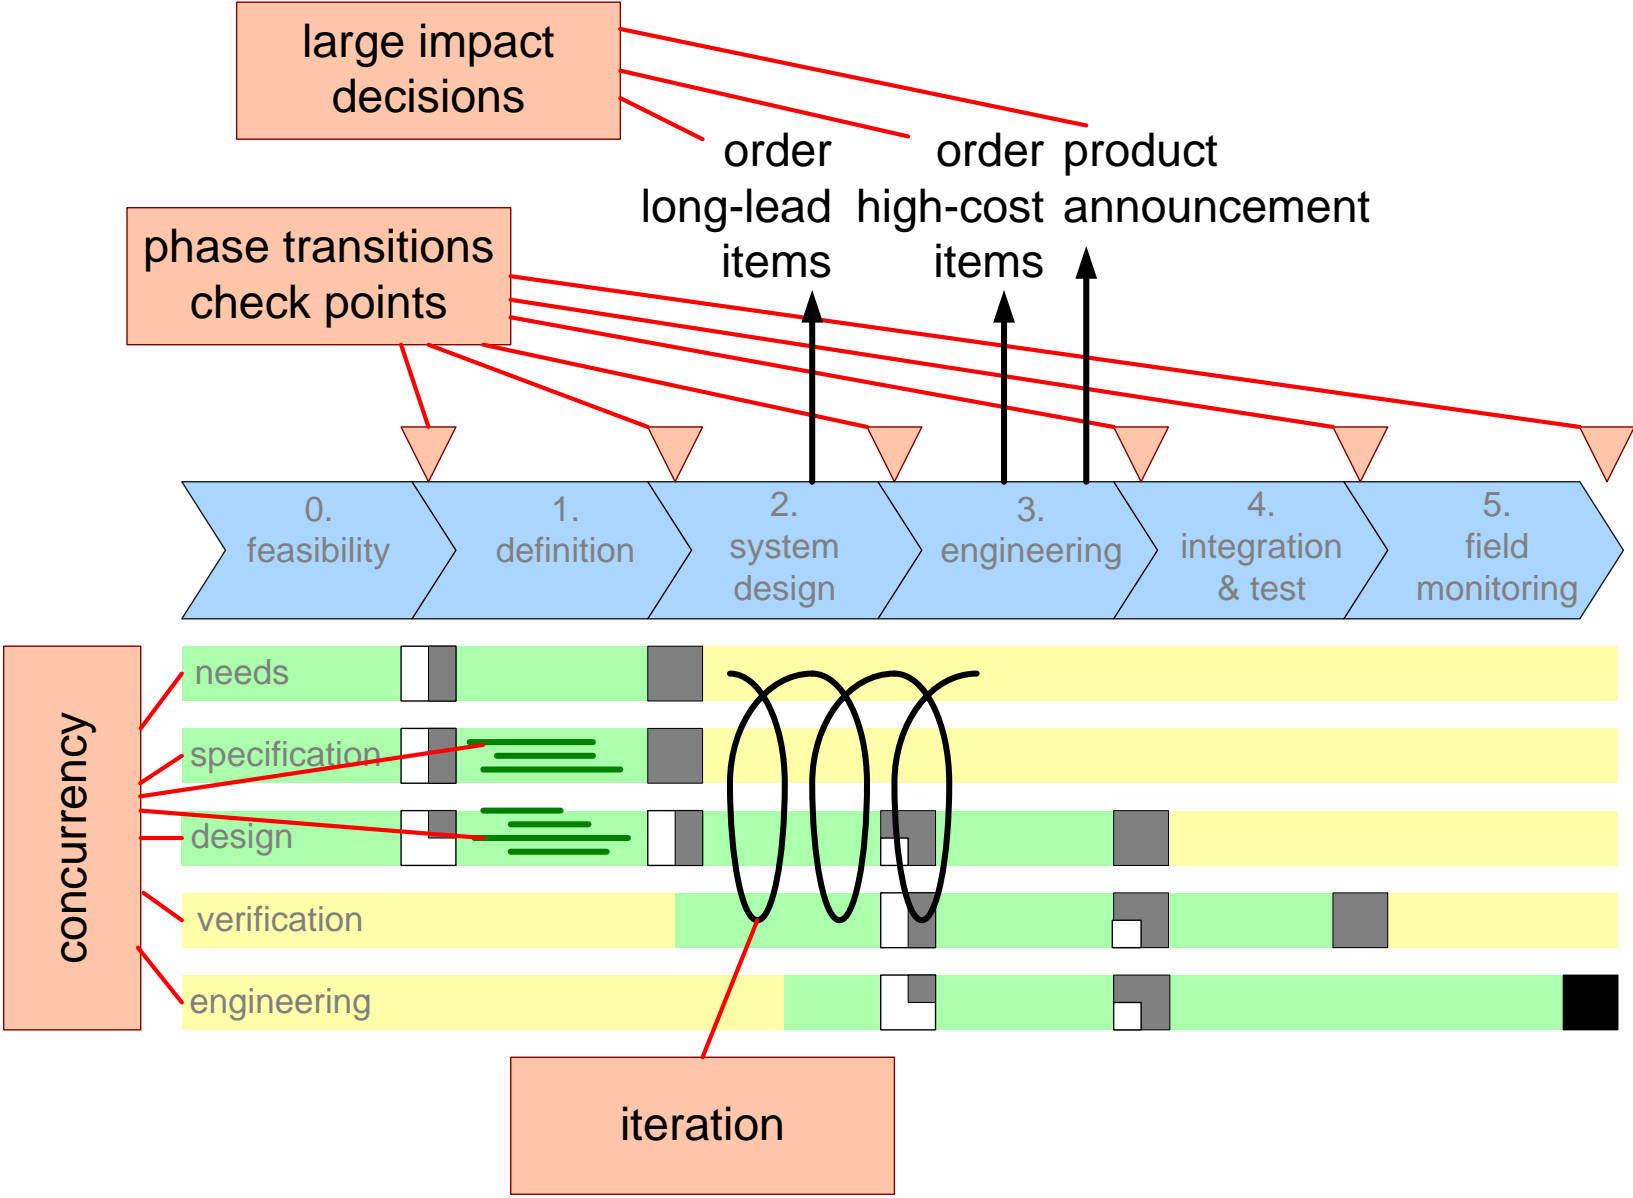 large impact
decisions
order
long-lead
items
order
high-cost
items
product
announcement
phase transitions
check points
0.
feasibility
1.
definition
2.
system
design
3.
engineering
4.
integration
& test
5.
field
monitoring
concurrency
needs
specification
design
verification
engineering
iteration